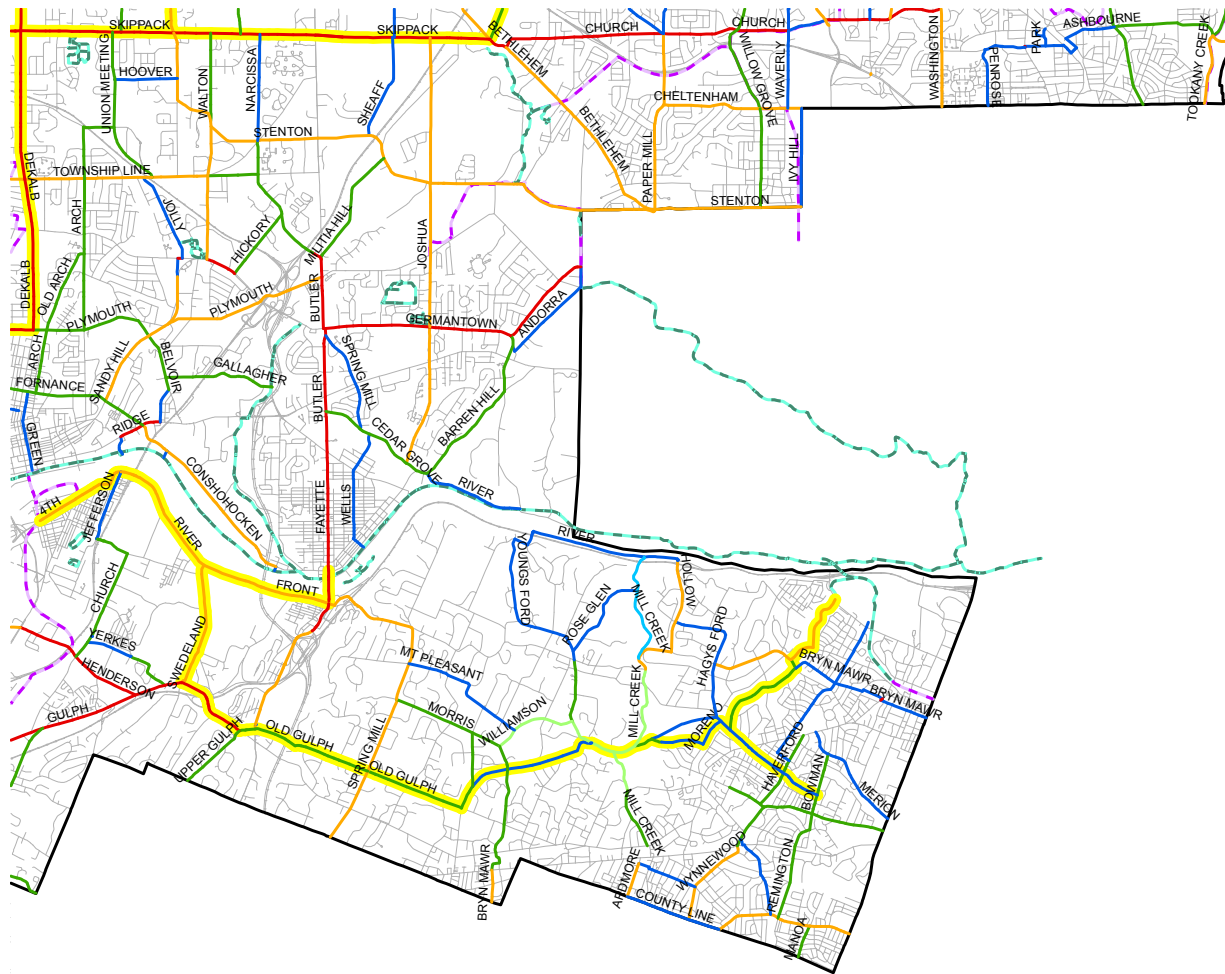 SKIPPACK
SKIPPACK
BETHLEHEM
CHURCH
CHURCH
WASHINGTON
PARK
ASHBOURNE
TOOKANY CREEK
PENROSE
WAVERLY
WILLOW GROVE
HOOVER
UNION MEETING
WALTON
NARCISSA
SHEAFF
STENTON
CHELTENHAM
BETHLEHEM
PAPER MILL
IVY HILL
STENTON
DEKALB
TOWNSHIP LINE
ARCH
JOLLY
HICKORY
MILITIA HILL
JOSHUA
DEKALB
OLD ARCH
PLYMOUTH
PLYMOUTH
BUTLER
GERMANTOWN
ANDORRA
ARCH
SANDY HILL
BELVOIR
GALLAGHER
SPRING MILL
FORNANCE
BUTLER
CEDAR GROVE
BARREN HILL
GREEN
RIDGE
CONSHOHOCKEN
FAYETTE
WELLS
RIVER
4TH
JEFFERSON
RIVER
RIVER
YOUNGS FORD
HOLLOW
FRONT
CHURCH
ROSE GLEN
MILL CREEK
HAGYS FORD
YERKES
SWEDELAND
MT PLEASANT
BRYN MAWR
BRYN MAWR
HENDERSON
GULPH
UPPER GULPH
OLD GULPH
SPRING MILL
MORRIS
WILLIAMSON
MILL CREEK
MORENO
HAVERFORD
OLD GULPH
BOWMAN
MERION
MILL CREEK
BRYN MAWR
ARDMORE
WYNNEWOOD
REMINGTON
COUNTY LINE
MANOA